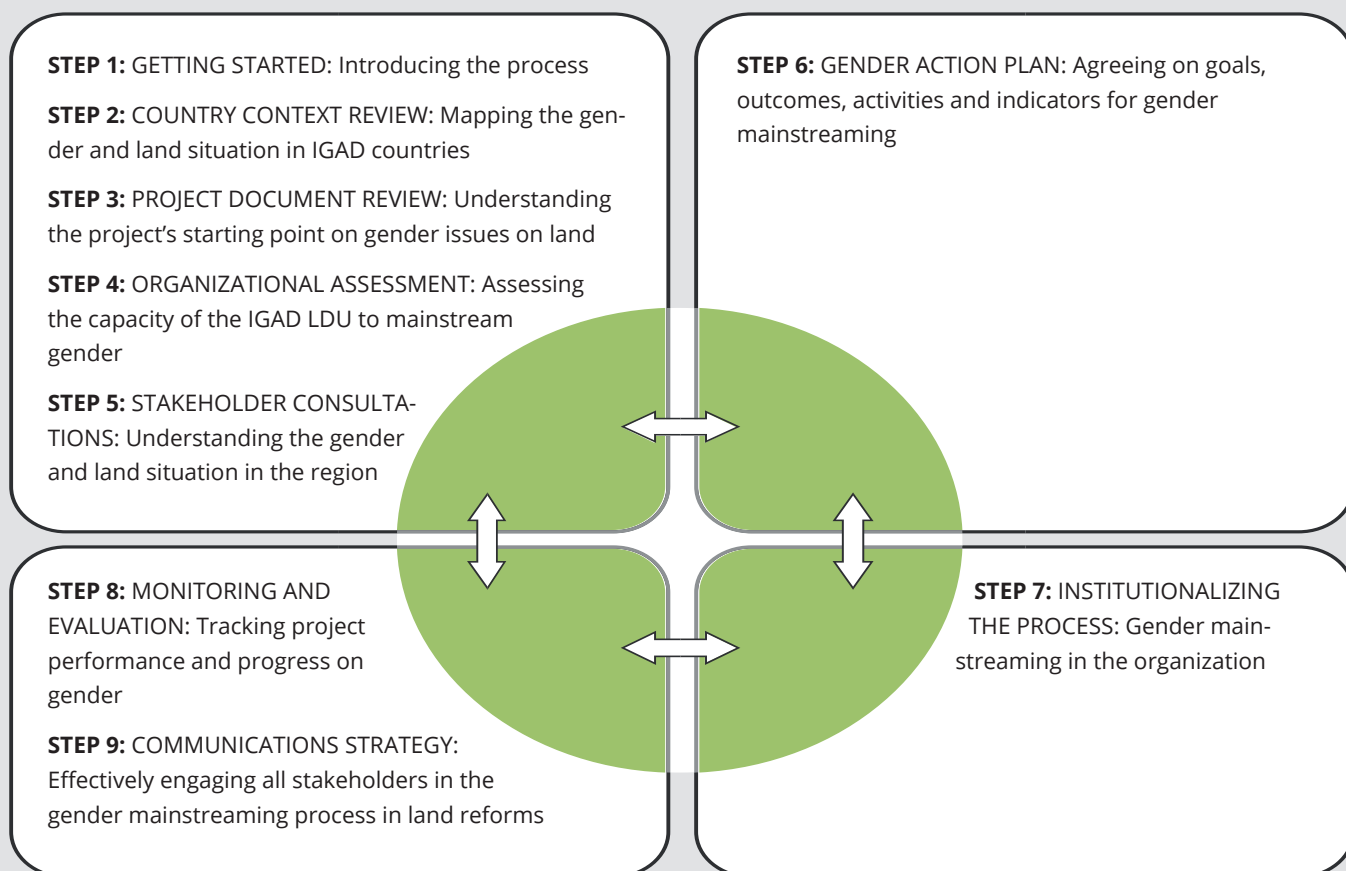 STEP 1: GETTING STARTED: Introducing the process
STEP 2: COUNTRY CONTEXT REVIEW: Mapping the gen-
der and land situation in IGAD countries
STEP 3: PROJECT DOCUMENT REVIEW: Understanding
the project’s starting point on gender issues on land
STEP 4: ORGANIZATIONAL ASSESSMENT: Assessing
the capacity of the IGAD LDU to mainstream
gender
STEP 5: STAKEHOLDER CONSULTA-
TIONS: Understanding the gender
and land situation in the region
STEP 6: GENDER ACTION PLAN: Agreeing on goals,
outcomes, activities and indicators for gender
mainstreaming
STEP 7: INSTITUTIONALIZING
THE PROCESS: Gender main-
streaming in the organization
STEP 8: MONITORING AND
EVALUATION: Tracking project
performance and progress on
gender
STEP 9: COMMUNICATIONS STRATEGY:
Effectively engaging all stakeholders in the
gender mainstreaming process in land reforms